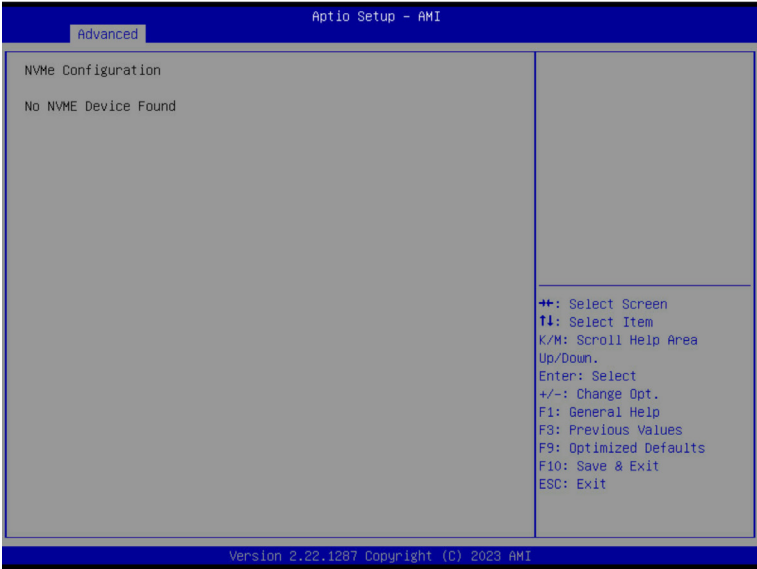 Aptio Setup – AMI
Advanced
NVMe Configuration
No NVME Device Found
→←: Select Screen
↑↓: Select Item
K/M: Scroll Help Area
Up/Down.
Enter: Select
+/-: Change Opt.
F1: General Help
F3: Previous Values
F9: Optimized Defaults
F10: Save & Exit
ESC: Exit
Version 2.22.1287 Copyright (C) 2023 AMI